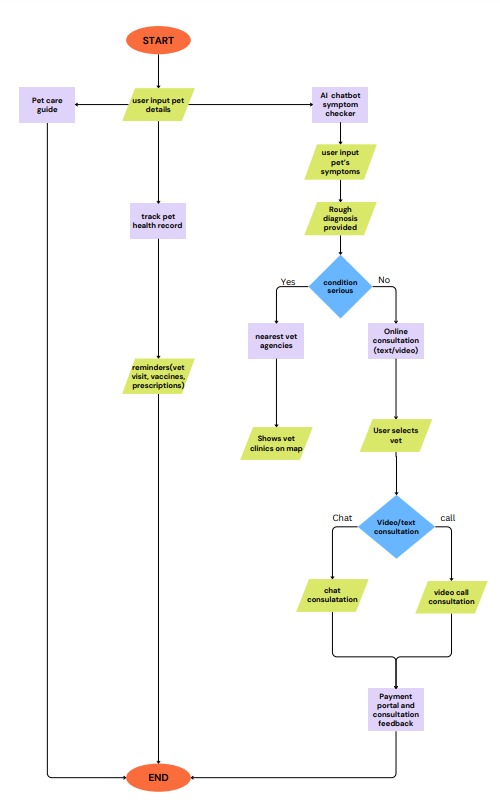 START
Pet care
guide
user input pet
details
AI chatbot
symptom
checker
user input
pet's
symptoms
track pet
health record
Rough
diagnosis
provided
condition
serious
Yes
No
nearest vet
agencies
Online
consultation
(text/video)
reminders(vet
visit, vaccines,
prescriptions)
Shows vet
clinics on map
User selects
vet
Video/text
consultation
Chat
call
chat
consulatation
video call
consultation
Payment
portal and
consultation
feedback
END